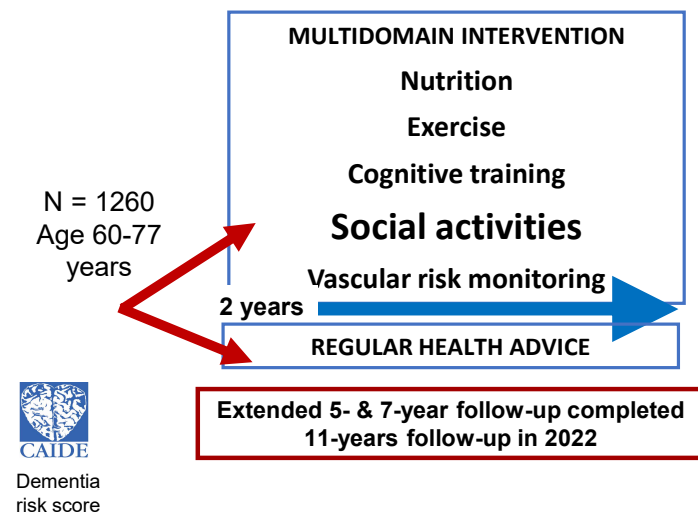 MULTIDOMAIN INTERVENTION
Nutrition
Exercise
Cognitive training
Social activities
Vascular risk monitoring
N = 1260
Age 60-77
years
2 years
REGULAR HEALTH ADVICE
Extended 5- & 7-year follow-up completed
11-years follow-up in 2022
CAIDE
Dementia
risk score